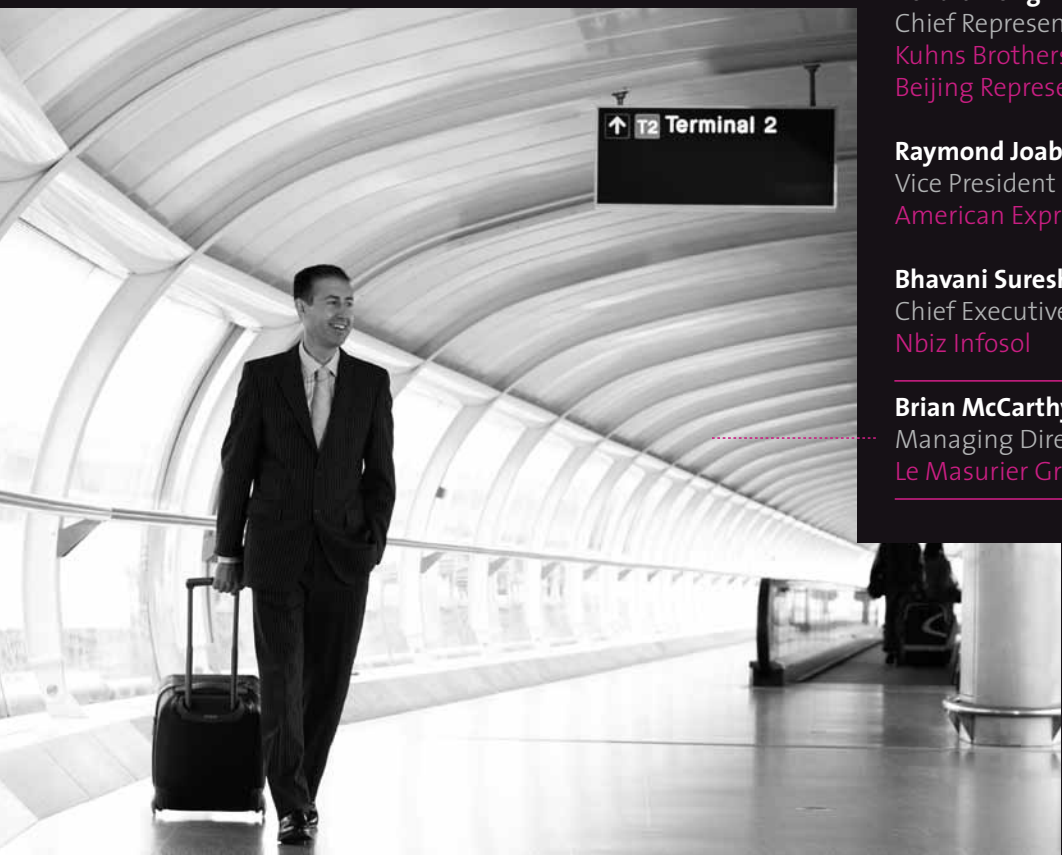 T2 Terminal 2
Chief Represen
Kuhns Brothers
Beijing Represe
Raymond Joab
Vice President
American Expr
Bhavani Suresh
Chief Executive
Nbiz Infosol
Brian McCarthy
Managing Dire
Le Masurier Gr